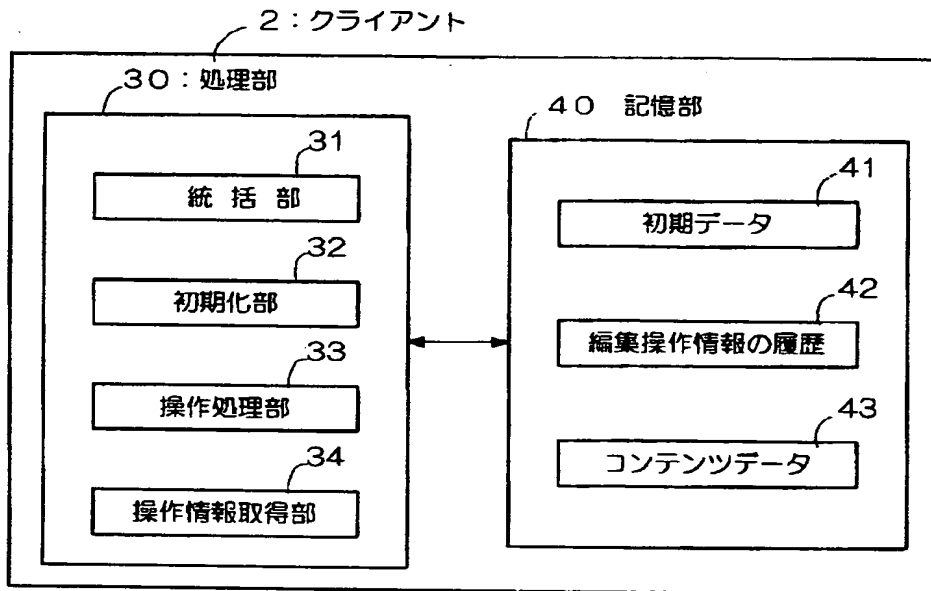 2：クライアント
30：処理部
31
統 括 部
32
初期化部
33
操作処理部
34
操作情報取得部
40 記憶部
41
初期データ
42
編集操作情報の履歴
43
コンテンツデータ